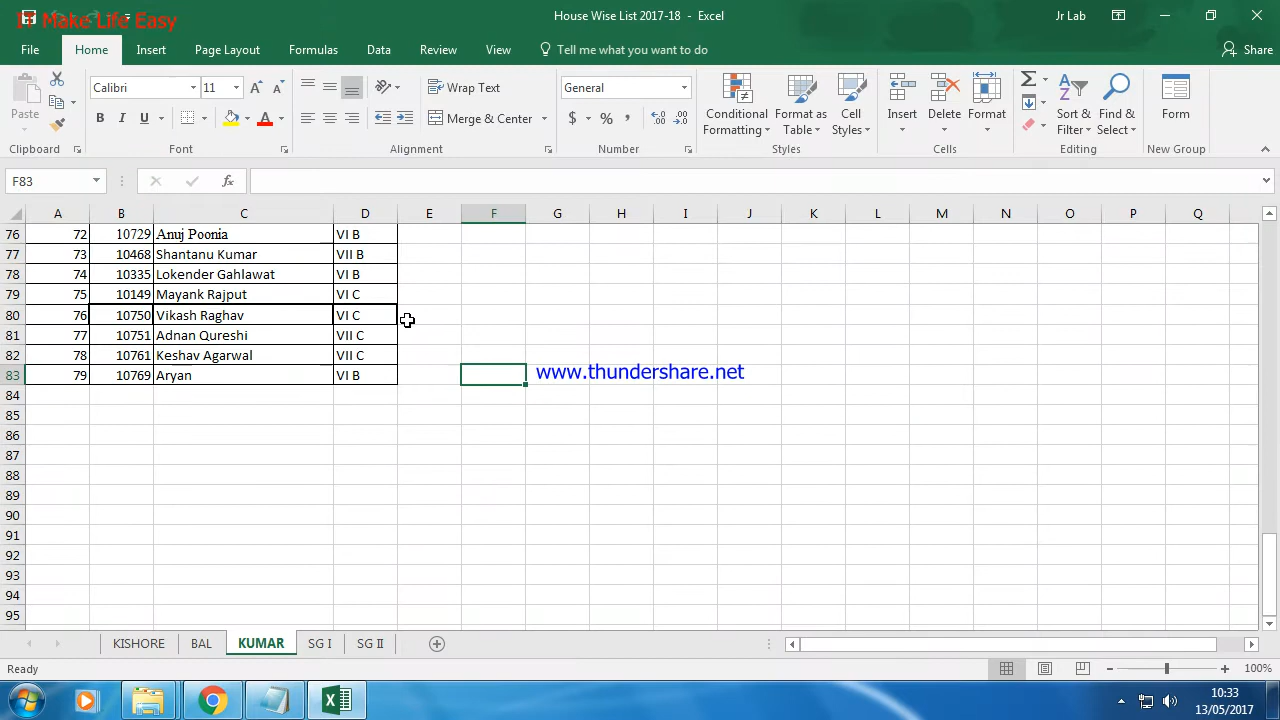 IT Make Life Easy
House Wise List 2017-18 - Excel
Jr Lab
File Home Insert Page Layout Formulas Data Review View Tell me what you want to do Share
Paste
Calibri 11
B I U A
Wrap Text
Merge & Center
General
$ % ,
Conditional Formatting
Format as Table
Cell Styles
Insert Delete Format
Sort & Filter
Find & Select
Form
Clipboard Font Alignment Number Styles Cells Editing New Group
F83 fx
A B C D E F G H I J K L M N O P Q
76 72 10729 Anuj Poonia VI B
77 73 10468 Shantanu Kumar VII B
78 74 10335 Lokender Gahlawat VI B
79 75 10149 Mayank Rajput VI C
80 76 10750 Vikash Raghav VI C
81 77 10751 Adnan Qureshi VII C
82 78 10761 Keshav Agarwal VII C
83 79 10769 Aryan VI B www.thundershare.net
84
85
86
87
88
89
90
91
92
93
94
95
KISHORE BAL KUMAR SG I SG II
Ready 100%
10:33
13/05/2017